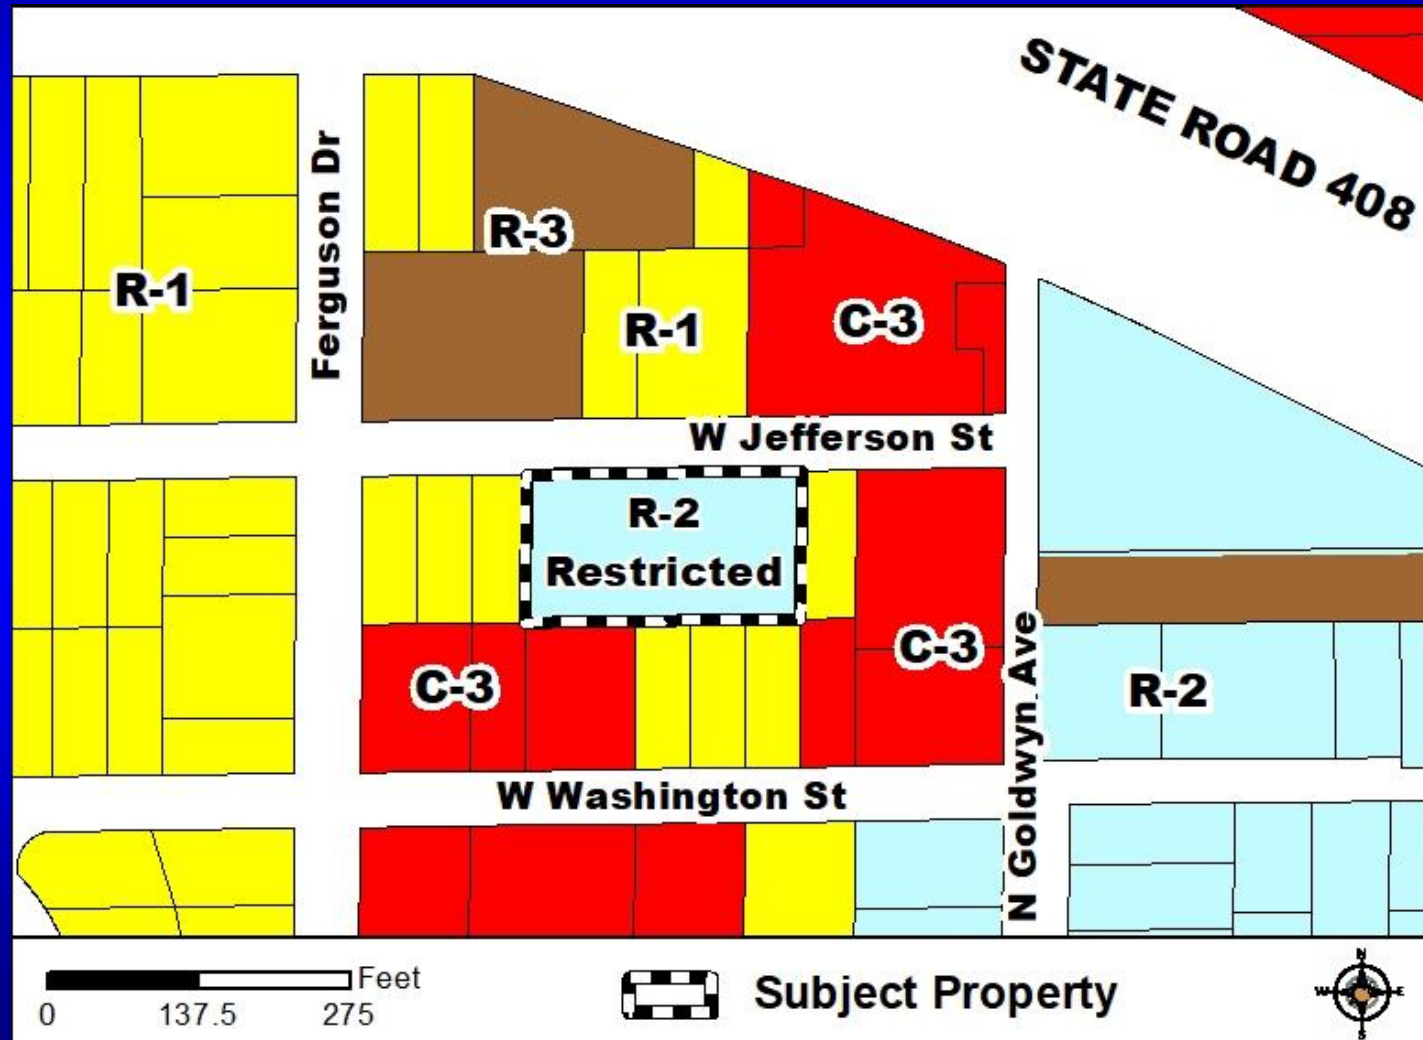 STATE ROAD 408
Ferguson Dr
R-3
R-1
R-1
C-3
W Jefferson St
R-2
Restricted
C-3
C-3
N Goldwyn Ave
R-2
W Washington St
Feet
0 137.5 275
Subject Property
N
W E
S